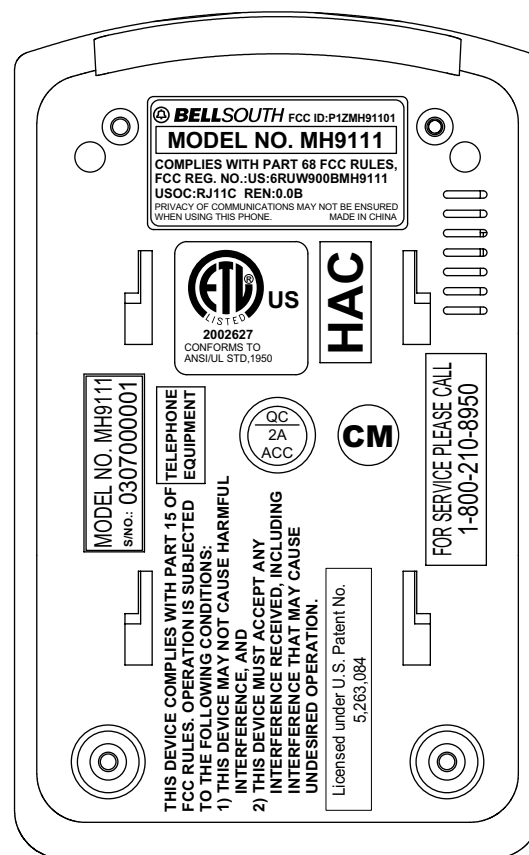 BELLSOUTH FCC ID:P1ZMH91101
MODEL NO. MH9111
COMPLIES WITH PART 68 FCC RULES,
FCC REG. NO.:US:6RUW900BMH9111
USOC:RJ11C REN:0.0B
PRIVACY OF COMMUNICATIONS MAY NOT BE ENSURED
WHEN USING THIS PHONE. MADE IN CHINA
ETL®
LISTED
US
2002627
CONFORMS TO
ANSI/UL STD,1950
HAC
MODEL NO. MH9111
S/NO.: 0307000001
TELEPHONE
EQUIPMENT
QC
2A
ACC
CM
FOR SERVICE PLEASE CALL
1-800-210-8950
THIS DEVICE COMPLIES WITH PART 15 OF
FCC RULES. OPERATION IS SUBJECTED
TO THE FOLLOWING CONDITIONS:
1) THIS DEVICE MAY NOT CAUSE HARMFUL
INTERFERENCE, AND
2) THIS DEVICE MUST ACCEPT ANY
INTERFERENCE RECEIVED, INCLUDING
INTERFERENCE THAT MAY CAUSE
UNDESIRED OPERATION.
Licensed under U.S. Patent No.
5,263,084